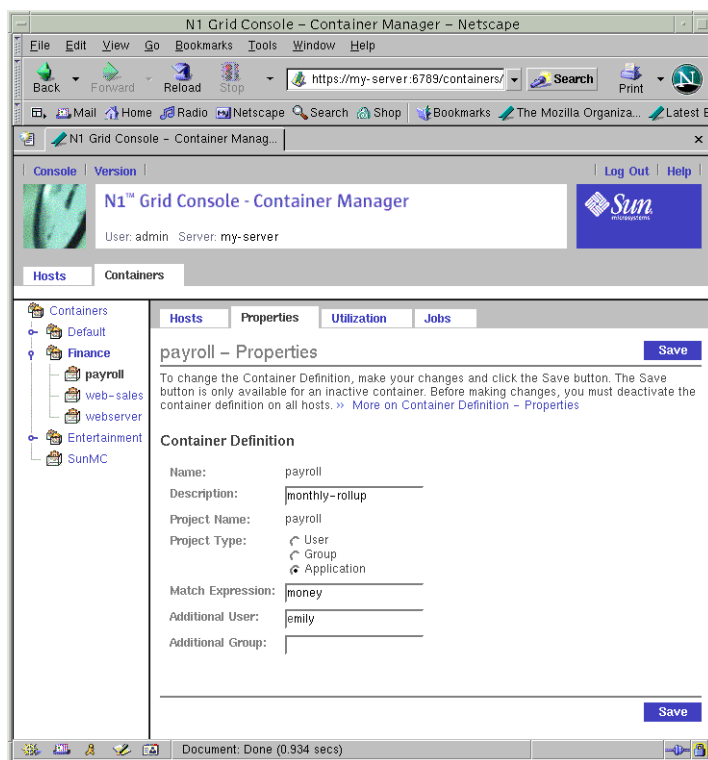 N1 Grid Console – Container Manager – Netscape
File Edit View Go Bookmarks Tools Window Help
Back Forward Reload Stop https://my-server:6789/containers/ Search Print N
Mail Home Radio Netscape Search Shop Bookmarks The Mozilla Organiza... Latest B
N1 Grid Console – Container Manag... x
Console Version Log Out Help
N1™ Grid Console - Container Manager
Sun
microsystems
User: admin Server: my-server
Hosts Containers
Containers
Default
Finance
payroll
web-sales
webserver
Entertainment
SunMC
Hosts Properties Utilization Jobs
payroll – Properties Save
To change the Container Definition, make your changes and click the Save button. The Save
button is only available for an inactive container. Before making changes, you must deactivate the
container definition on all hosts. ›› More on Container Definition – Properties
Container Definition
Name: payroll
Description: monthly-rollup
Project Name: payroll
Project Type: User
Group
Application
Match Expression: money
Additional User: emily
Additional Group:
Save
Document: Done (0.934 secs)